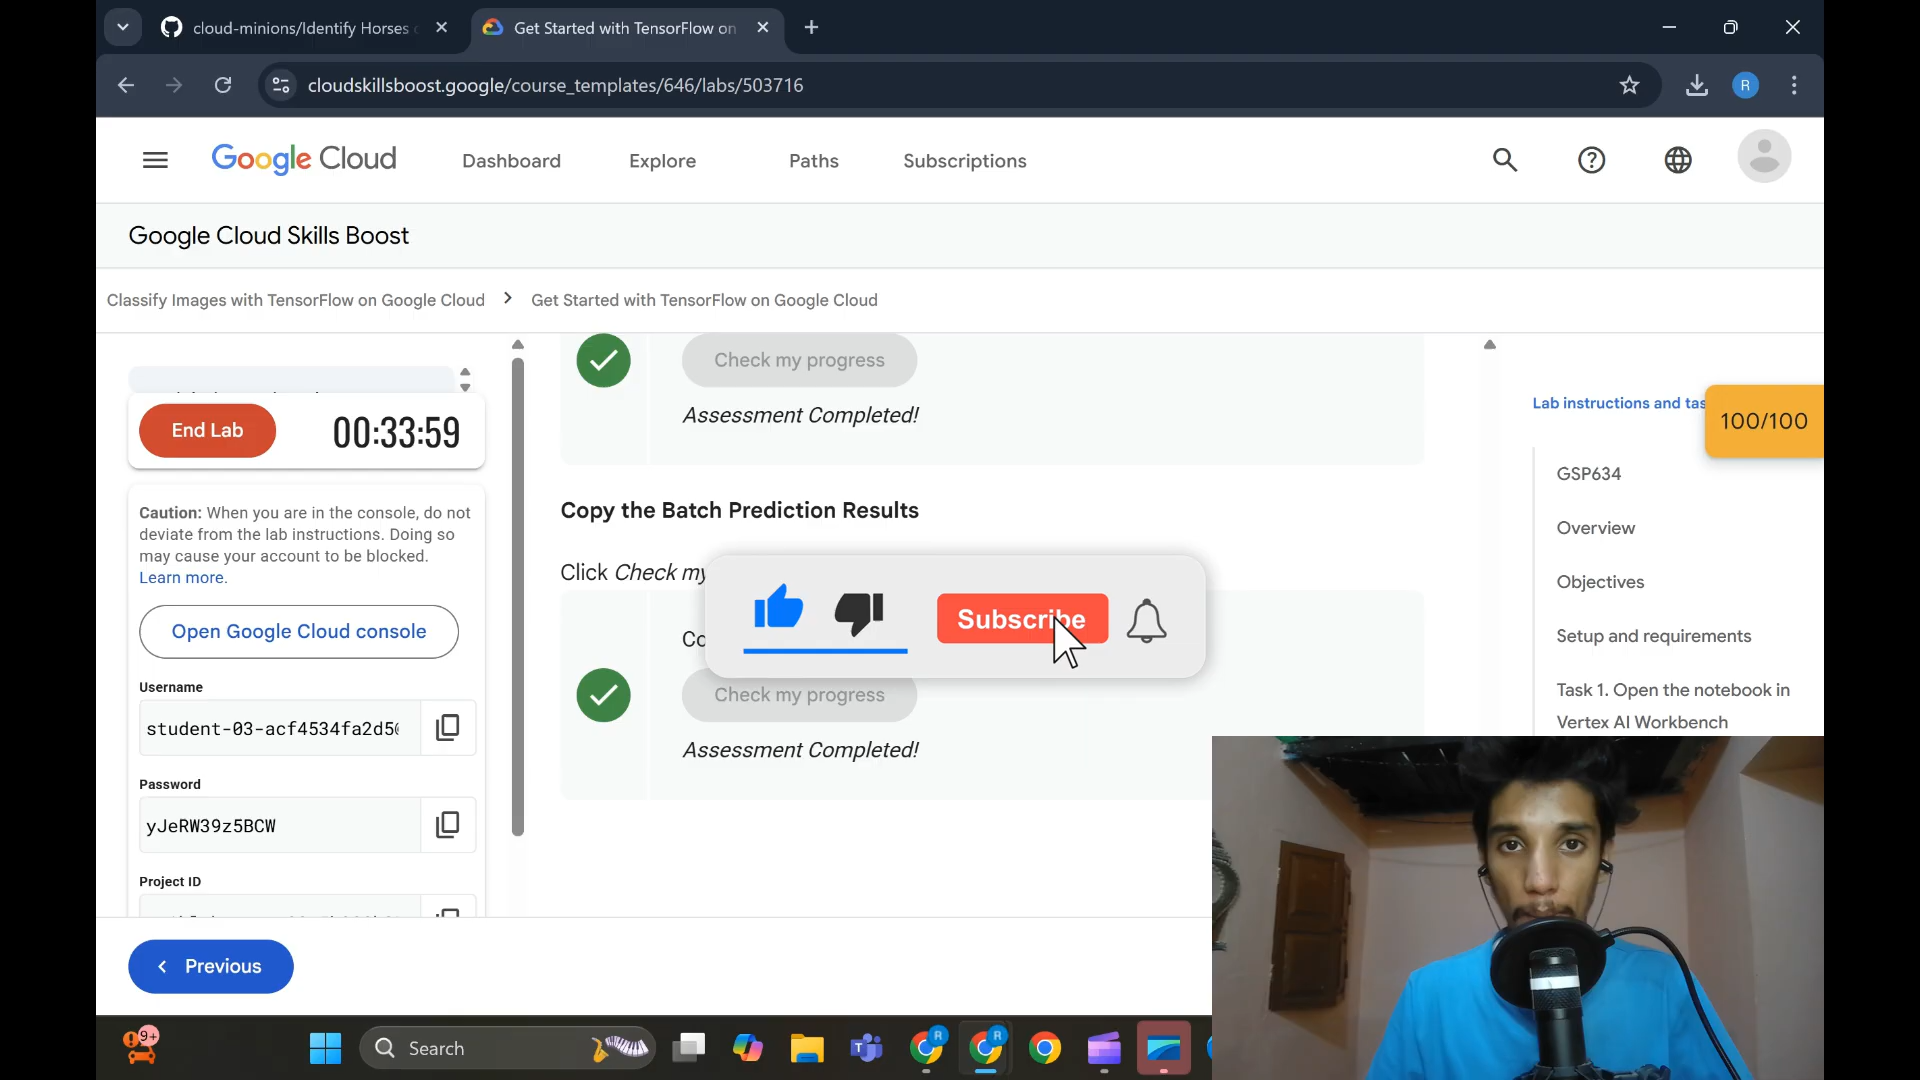 cloud-minions/Identify Horses
Get Started with TensorFlow on
cloudskillsboost.google/course_templates/646/labs/503716
R
Google Cloud
Dashboard
Explore
Paths
Subscriptions
Google Cloud Skills Boost
Classify Images with TensorFlow on Google Cloud
Get Started with TensorFlow on Google Cloud
End Lab
00:33:59
Caution: When you are in the console, do not
deviate from the lab instructions. Doing so
may cause your account to be blocked.
Learn more.
Open Google Cloud console
Username
student-03-acf4534fa2d5
Password
yJeRW39z5BCW
Project ID
Previous
Check my progress
Assessment Completed!
Copy the Batch Prediction Results
Click Check my
Subscribe
Check my progress
Assessment Completed!
Lab instructions and tas
100/100
GSP634
Overview
Objectives
Setup and requirements
Task 1. Open the notebook in
Vertex AI Workbench
9+
Search
R
R